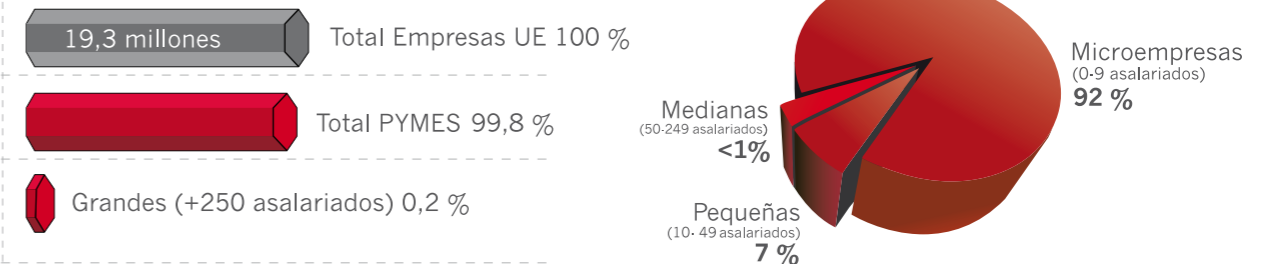 19,3 millones
Total Empresas UE 100 %
Total PYMES 99,8 %
Grandes (+250 asalariados) 0,2 %
Microempresas
(0-9 asalariados)
92 %
Medianas
(50-249 asalariados)
<1%
Pequeñas
(10- 49 asalariados)
7 %